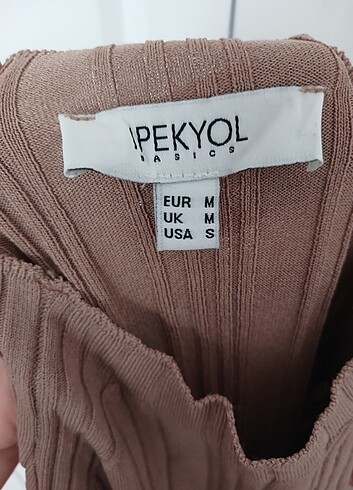 IPEKYOL
BASICS
EUR M
UK M
USA S